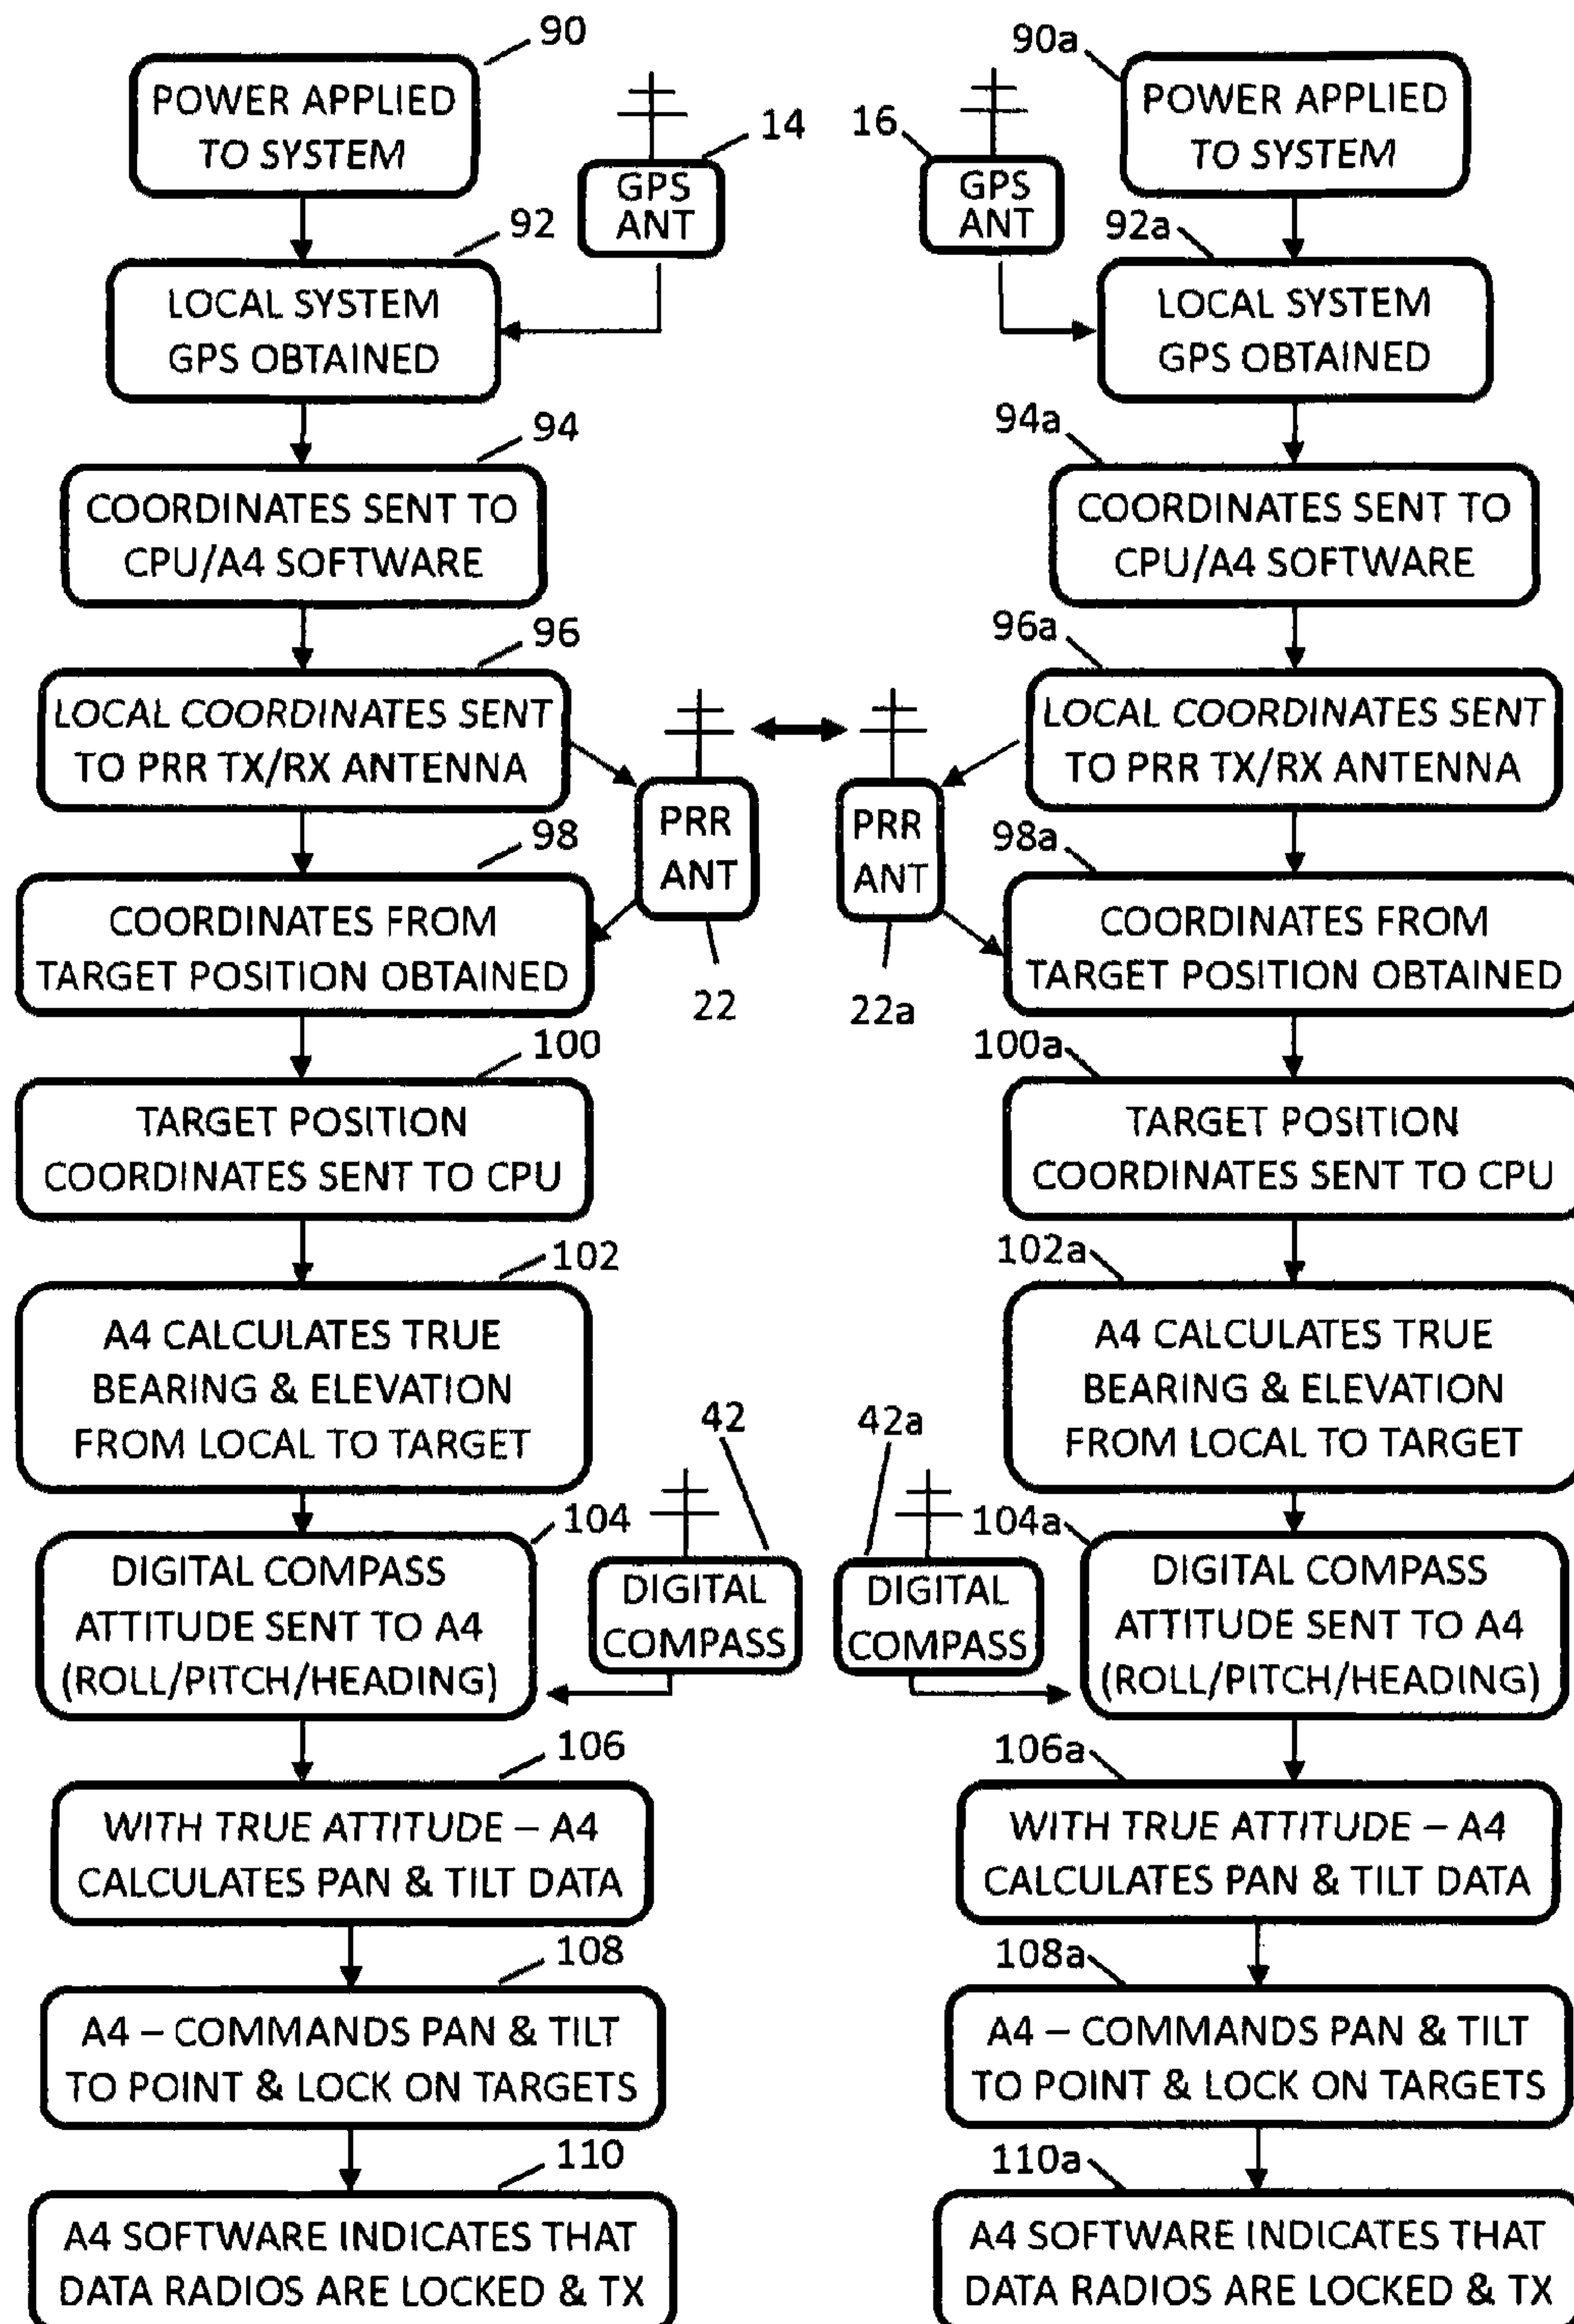 90
POWER APPLIED
TO SYSTEM
14
GPS
ANT
92
LOCAL SYSTEM
GPS OBTAINED
94
COORDINATES SENT TO
CPU/A4 SOFTWARE
96
LOCAL COORDINATES SENT
TO PRR TX/RX ANTENNA
PRR
ANT
22
98
COORDINATES FROM
TARGET POSITION OBTAINED
100
TARGET POSITION
COORDINATES SENT TO CPU
102
A4 CALCULATES TRUE
BEARING & ELEVATION
FROM LOCAL TO TARGET
42
DIGITAL
COMPASS
104
DIGITAL COMPASS
ATTITUDE SENT TO A4
(ROLL/PITCH/HEADING)
106
WITH TRUE ATTITUDE – A4
CALCULATES PAN & TILT DATA
108
A4 – COMMANDS PAN & TILT
TO POINT & LOCK ON TARGETS
110
A4 SOFTWARE INDICATES THAT
DATA RADIOS ARE LOCKED & TX
90a
POWER APPLIED
TO SYSTEM
16
GPS
ANT
92a
LOCAL SYSTEM
GPS OBTAINED
94a
COORDINATES SENT TO
CPU/A4 SOFTWARE
96a
LOCAL COORDINATES SENT
TO PRR TX/RX ANTENNA
PRR
ANT
22a
98a
COORDINATES FROM
TARGET POSITION OBTAINED
100a
TARGET POSITION
COORDINATES SENT TO CPU
102a
A4 CALCULATES TRUE
BEARING & ELEVATION
FROM LOCAL TO TARGET
42a
DIGITAL
COMPASS
104a
DIGITAL COMPASS
ATTITUDE SENT TO A4
(ROLL/PITCH/HEADING)
106a
WITH TRUE ATTITUDE – A4
CALCULATES PAN & TILT DATA
108a
A4 – COMMANDS PAN & TILT
TO POINT & LOCK ON TARGETS
110a
A4 SOFTWARE INDICATES THAT
DATA RADIOS ARE LOCKED & TX